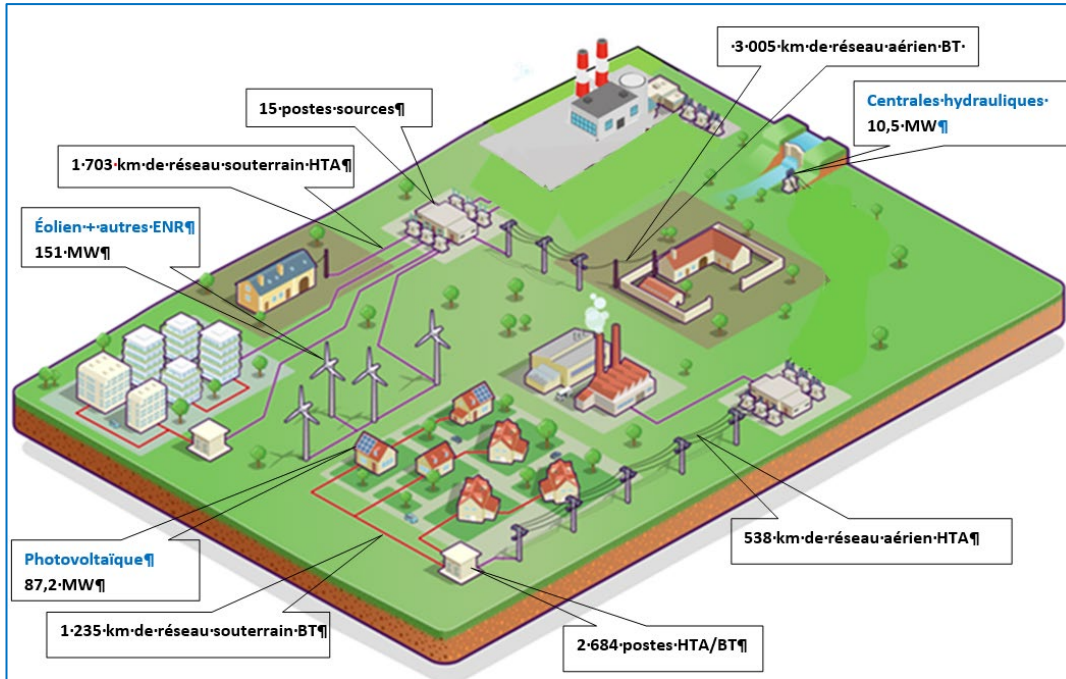 ·3·005·km·de·réseau·aérien·BT·
Centrales·hydrauliques·
10,5·MW¶
15·postes·sources¶
1·703·km·de·réseau·souterrain·HTA¶
Éolien·+·autres·ENR¶
151·MW¶
538·km·de·réseau·aérien·HTA¶
Photovoltaïque¶
87,2·MW¶
1·235·km·de·réseau·souterrain·BT¶
2·684·postes·HTA/BT¶